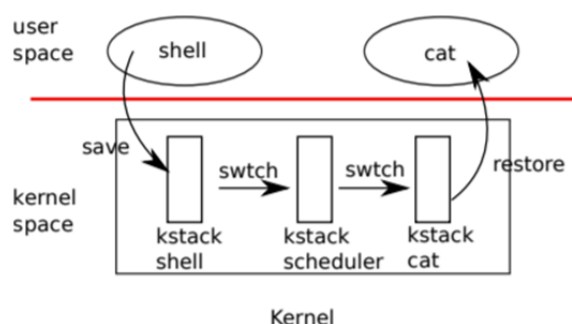 user
space
shell
cat
save
swtch
swtch
restore
kernel
space
kstack
shell
kstack
scheduler
kstack
cat
Kernel